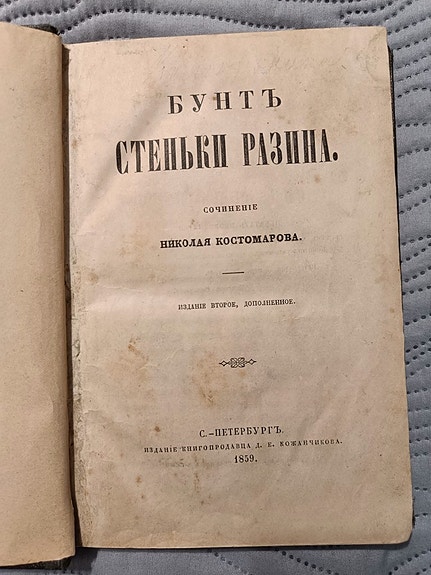 БУНТЪ
СТЕНЬКИ РАЗИНА.
СОЧИНЕНІЕ
НИКОЛАЯ КОСТОМАРОВА.
ИЗДАНІЕ ВТОРОЕ, ДОПОЛНЕННОЕ.
С.-ПЕТЕРБУРГЪ.
ИЗДАНІЕ КНИГОПРОДАВЦА Д. Е. КОЖАНЧИКОВА.
1859.